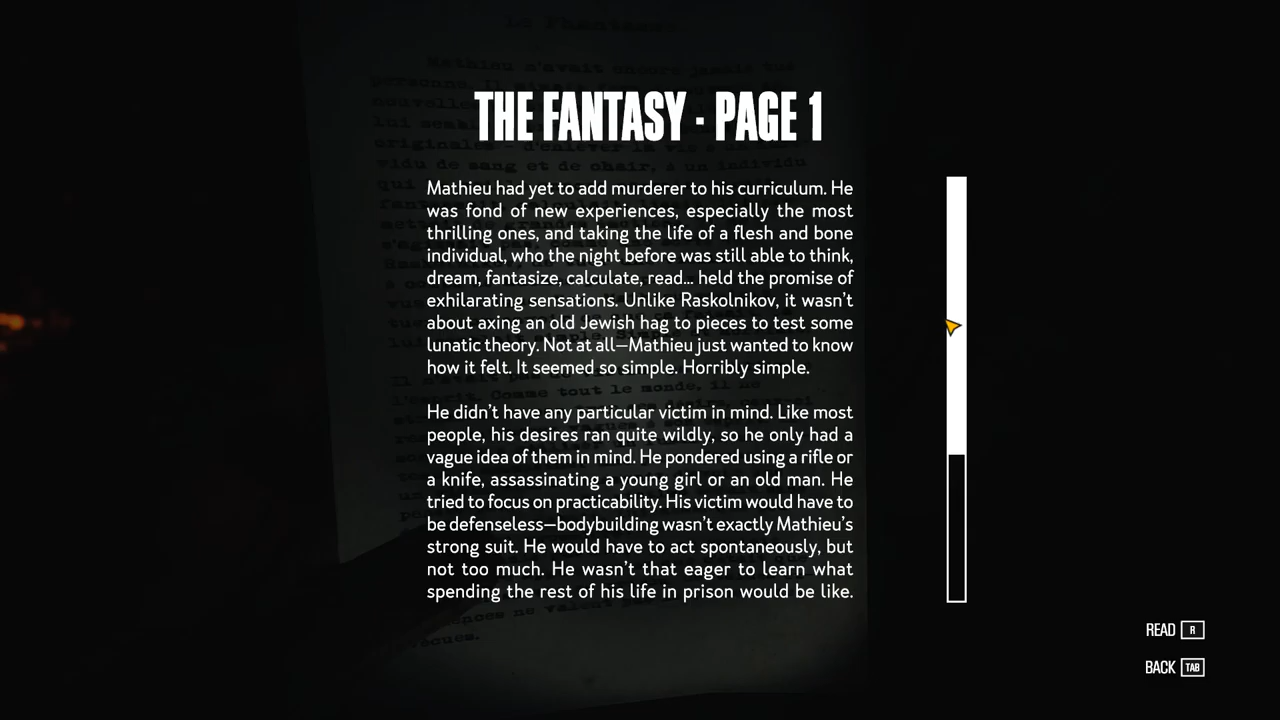 THE FANTASY - PAGE 1
Mathieu had yet to add murderer to his curriculum. He
was fond of new experiences, especially the most
thrilling ones, and taking the life of a flesh and bone
individual, who the night before was still able to think,
dream, fantasize, calculate, read... held the promise of
exhilarating sensations. Unlike Raskolnikov, it wasn't
about axing an old Jewish hag to pieces to test some
lunatic theory. Not at all—Mathieu just wanted to know
how it felt. It seemed so simple. Horribly simple.
He didn't have any particular victim in mind. Like most
people, his desires ran quite wildly, so he only had a
vague idea of them in mind. He pondered using a rifle or
a knife, assassinating a young girl or an old man. He
tried to focus on practicability. His victim would have to
be defenseless—bodybuilding wasn't exactly Mathieu's
strong suit. He would have to act spontaneously, but
not too much. He wasn't that eager to learn what
spending the rest of his life in prison would be like.
READ R
BACK TAB